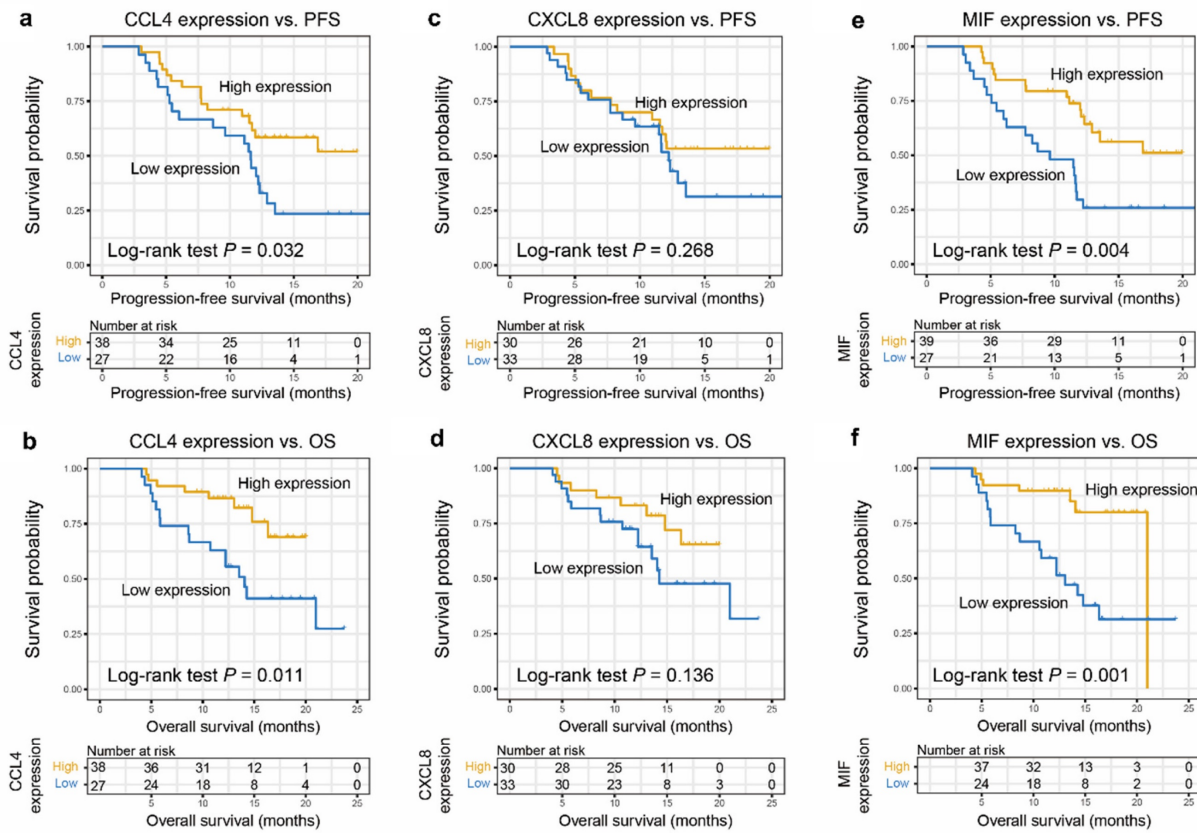 a
CCL4 expression vs. PFS
Survival probability
1.00
0.75
0.50
0.25
0.00
High expression
Low expression
Log-rank test P = 0.032
0 5 10 15 20
Progression-free survival (months)
CCL4 expression
Number at risk
High 38 34 25 11 0
Low 27 22 16 4 1
0 5 10 15 20
Progression-free survival (months)
c
CXCL8 expression vs. PFS
Survival probability
1.00
0.75
0.50
0.25
0.00
High expression
Low expression
Log-rank test P = 0.268
0 5 10 15 20
Progression-free survival (months)
CXCL8 expression
Number at risk
High 30 26 21 10 0
Low 33 28 19 5 1
0 5 10 15 20
Progression-free survival (months)
e
MIF expression vs. PFS
Survival probability
1.00
0.75
0.50
0.25
0.00
High expression
Low expression
Log-rank test P = 0.004
0 5 10 15 20
Progression-free survival (months)
MIF expression
Number at risk
High 39 36 29 11 0
Low 27 21 13 5 1
0 5 10 15 20
Progression-free survival (months)
b
CCL4 expression vs. OS
Survival probability
1.00
0.75
0.50
0.25
0.00
High expression
Low expression
Log-rank test P = 0.011
0 5 10 15 20 25
Overall survival (months)
CCL4 expression
Number at risk
High 38 36 31 12 1 0
Low 27 24 18 8 4 0
0 5 10 15 20 25
Overall survival (months)
d
CXCL8 expression vs. OS
Survival probability
1.00
0.75
0.50
0.25
0.00
High expression
Low expression
Log-rank test P = 0.136
0 5 10 15 20 25
Overall survival (months)
CXCL8 expression
Number at risk
High 30 28 25 11 0 0
Low 33 30 23 8 3 0
0 5 10 15 20 25
Overall survival (months)
f
MIF expression vs. OS
Survival probability
1.00
0.75
0.50
0.25
0.00
High expression
Low expression
Log-rank test P = 0.001
0 5 10 15 20 25
Overall survival (months)
MIF expression
Number at risk
High 37 32 13 3 0
Low 24 18 8 2 0
5 10 15 20 25
Overall survival (months)